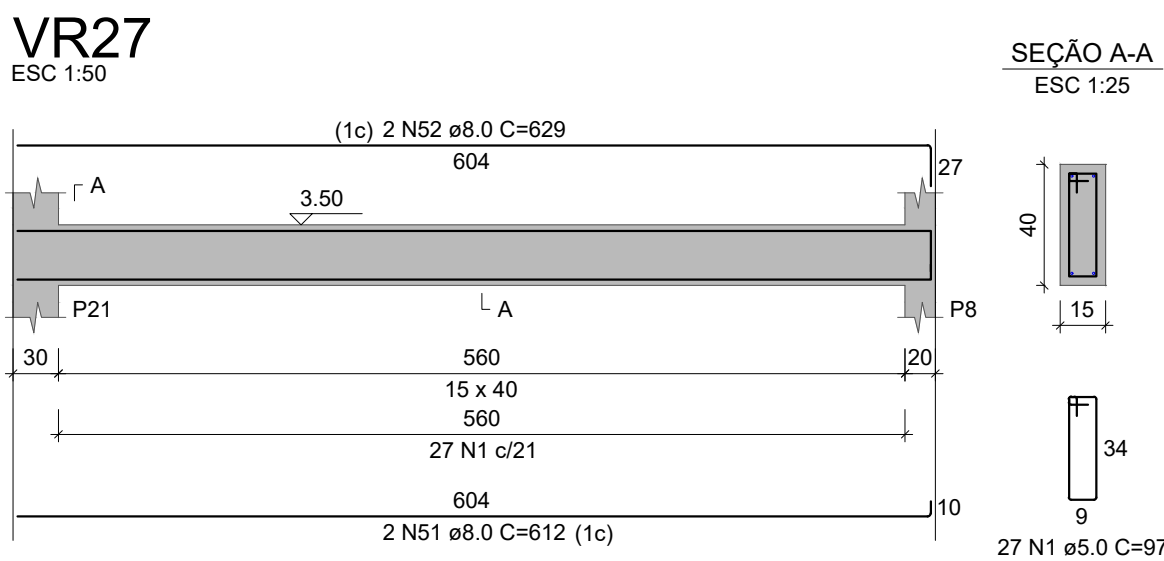 VR27
ESC 1:50
SEÇÃO A-A
ESC 1:25
(1c) 2 N52 ø8.0 C=629
604
27
A
3.50
40
P21
A
P8
15
30
560
20
15 x 40
560
27 N1 c/21
34
604
10
9
2 N51 ø8.0 C=612 (1c)
27 N1 ø5.0 C=97